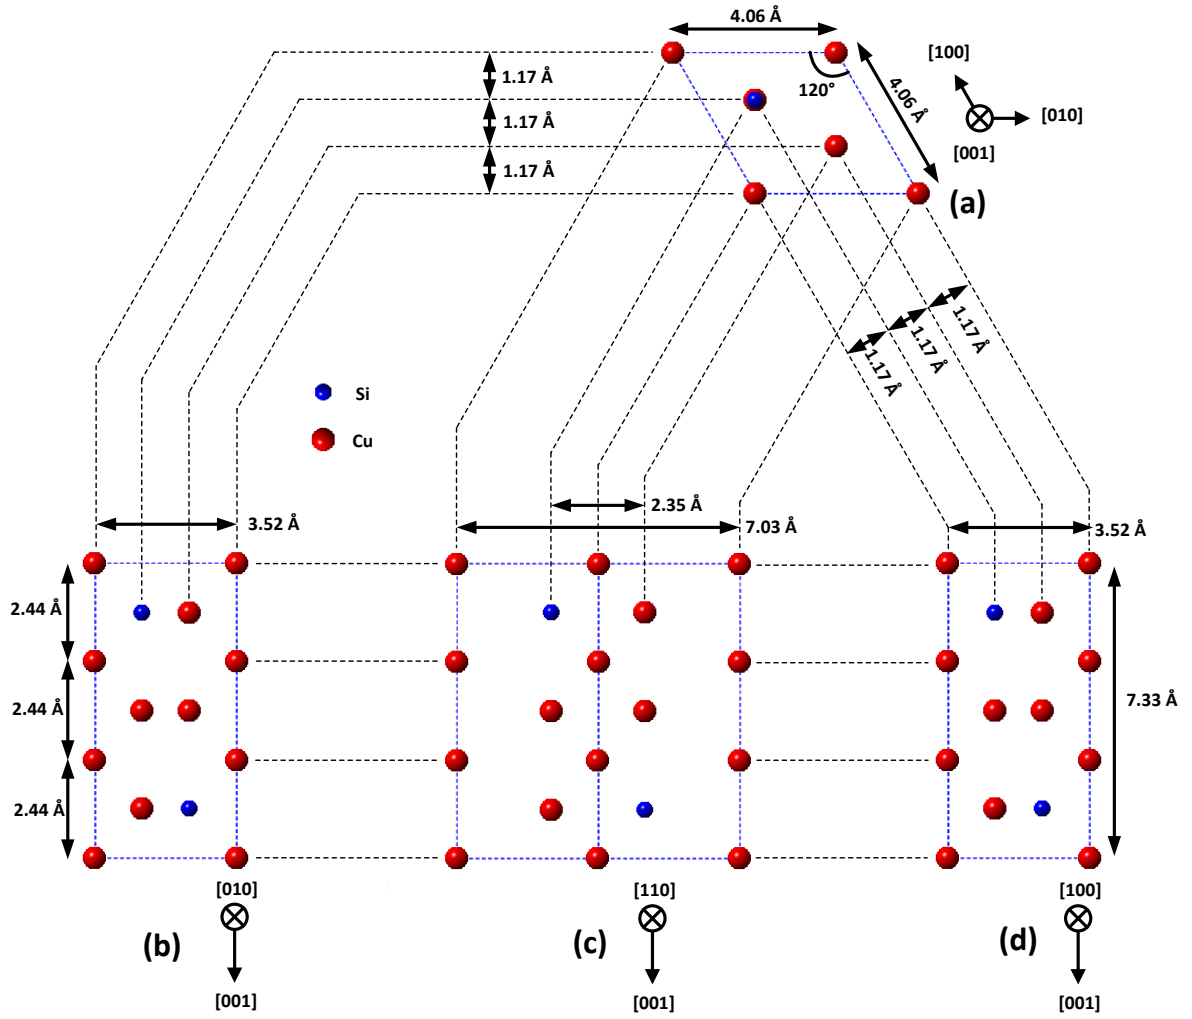 4.06 Å
[100]
1.17 Å
120°
4.06 Å
[010]
1.17 Å
[001]
1.17 Å
(a)
1.17 Å
1.17 Å
1.17 Å
Si
Cu
3.52 Å
2.35 Å
7.03 Å
3.52 Å
2.44 Å
2.44 Å
7.33 Å
2.44 Å
[010]
[110]
[100]
(b)
(c)
(d)
[001]
[001]
[001]